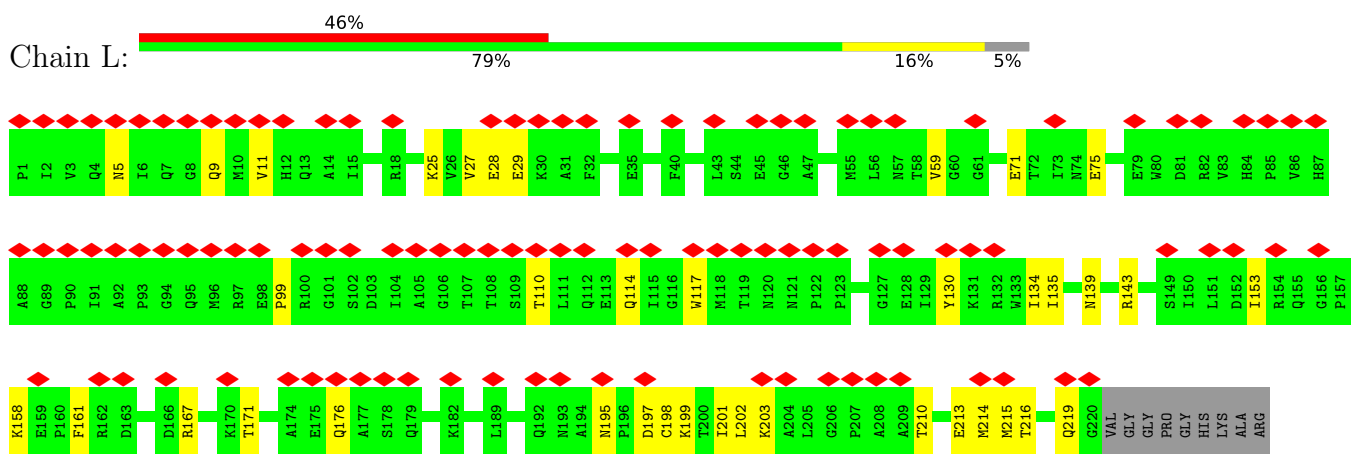 46%
Chain L:
79% 16% 5%
P1 I2 V3 Q4 N5 I6 Q7 G8 Q9 M10 V11 H12 Q13 A14 I15 R18 K25 V26 V27 E28 E29 K30 A31 F32 E35 F40 L43 S44 E45 G46 A47 M55 L56 N57 T58 V59 G60 G61 E71 T72 I73 N74 E75 E79 W80 D81 R82 V83 H84 P85 V86 H87
A88 G89 P90 I91 A92 P93 G94 Q95 M96 R97 E98 P99 R100 G101 S102 D103 I104 A105 G106 T107 T108 S109 T110 L111 Q112 E113 Q114 I115 G116 W117 M118 T119 N120 N121 P122 P123 G127 E128 I129 Y130 K131 R132 W133 I134 I135 N139 R143 S149 I150 L151 D152 I153 R154 Q155 G156 P157
K158 E159 P160 F161 R162 D163 D166 R167 K170 T171 A174 E175 Q176 A177 S178 Q179 K182 L189 Q192 N193 A194 N195 P196 D197 C198 K199 T200 I201 L202 K203 A204 L205 G206 P207 A208 A209 T210 E213 M214 M215 T216 Q219 G220 VAL GLY GLY PRO GLY HIS LYS ALA ARG